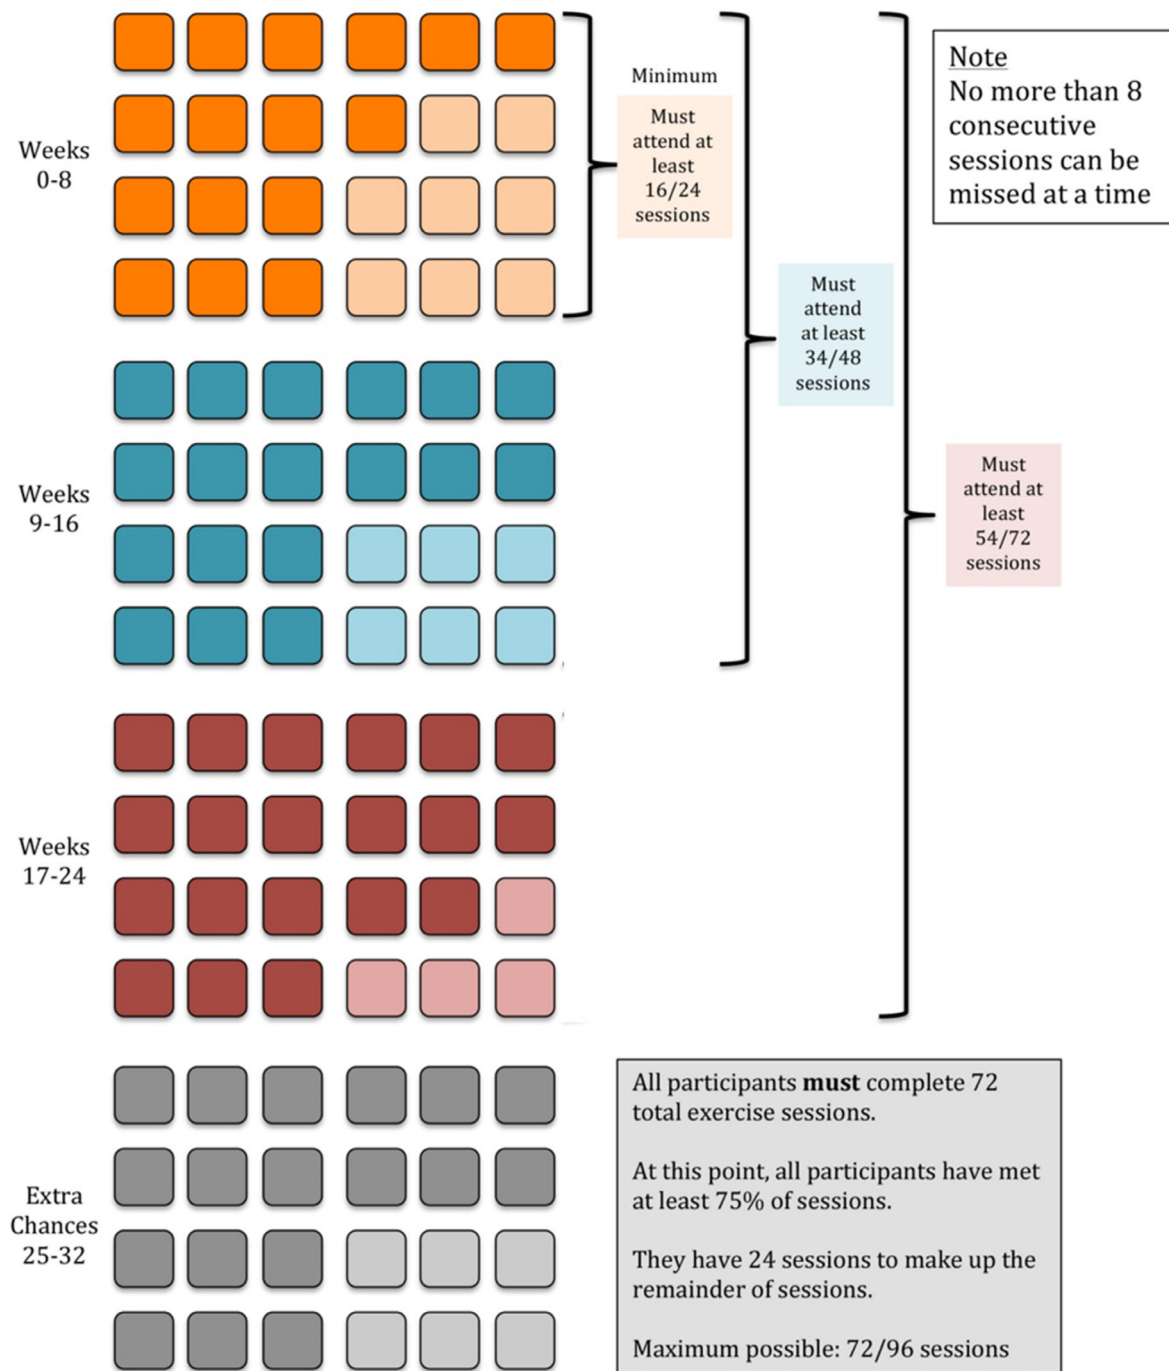 Weeks
0-8
Minimum
Must
attend at
least
16/24
sessions
Note
No more than 8
consecutive
sessions can be
missed at a time
Must
attend
at least
34/48
sessions
Weeks
9-16
Must
attend at
least
54/72
sessions
Weeks
17-24
Extra
Chances
25-32
All participants must complete 72
total exercise sessions.
At this point, all participants have met
at least 75% of sessions.
They have 24 sessions to make up the
remainder of sessions.
Maximum possible: 72/96 sessions